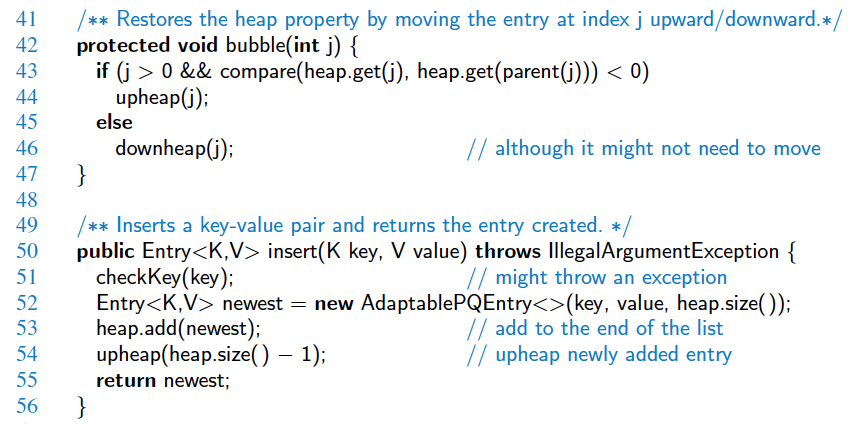 41 /** Restores the heap property by moving the entry at index j upward/downward.*/
42 protected void bubble(int j) {
43 if (j > 0 && compare(heap.get(j), heap.get(parent(j))) < 0)
44 upheap(j);
45 else
46 downheap(j); // although it might not need to move
47 }
48
49 /** Inserts a key-value pair and returns the entry created. */
50 public Entry<K,V> insert(K key, V value) throws IllegalArgumentException {
51 checkKey(key); // might throw an exception
52 Entry<K,V> newest = new AdaptablePQEntry<>(key, value, heap.size());
53 heap.add(newest); // add to the end of the list
54 upheap(heap.size() − 1); // upheap newly added entry
55 return newest;
56 }